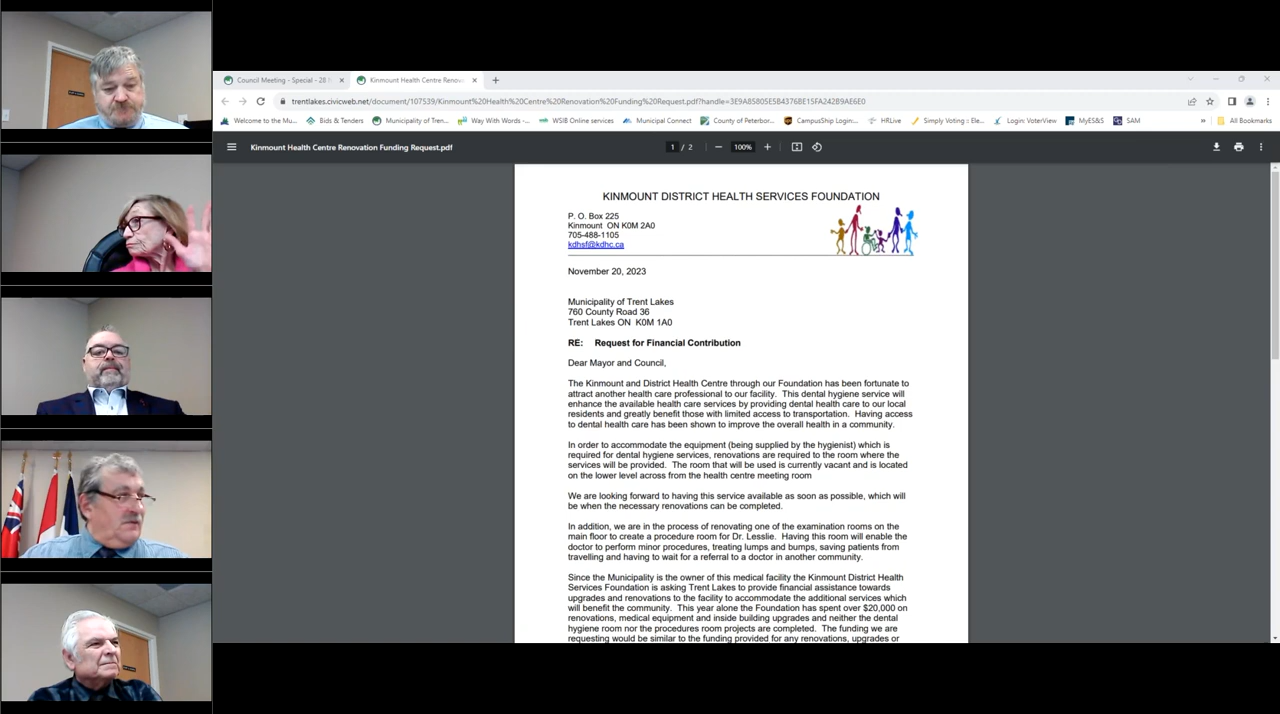 Council Meeting - Special - 28
Kinmount Health Centre Renov
trentlakes.civicweb.net/document/107539/Kinmount%20Health%20Centre%20Renovation%20Funding%20Request.pdf?handle=3E9A85805E5B4376BE15FA242B9AE6E0
Welcome to the Mu... Bids & Tenders Municipality of Tren... Way With Words -... WSIB Online services Municipal Connect County of Peterbor... CampusShip Login... HRLive Simply Voting :: Ele... Login: VoterView MyES&S SAM » All Bookmarks
Kinmount Health Centre Renovation Funding Request.pdf 1 / 2 100%
KINMOUNT DISTRICT HEALTH SERVICES FOUNDATION
P. O. Box 225
Kinmount ON K0M 2A0
705-488-1105
kdhsf@kdhc.ca
November 20, 2023
Municipality of Trent Lakes
760 County Road 36
Trent Lakes ON K0M 1A0
RE: Request for Financial Contribution
Dear Mayor and Council,
The Kinmount and District Health Centre through our Foundation has been fortunate to
attract another health care professional to our facility. This dental hygiene service will
enhance the available health care services by providing dental health care to our local
residents and greatly benefit those with limited access to transportation. Having access
to dental health care has been shown to improve the overall health in a community.
In order to accommodate the equipment (being supplied by the hygienist) which is
required for dental hygiene services, renovations are required to the room where the
services will be provided. The room that will be used is currently vacant and is located
on the lower level across from the health centre meeting room
We are looking forward to having this service available as soon as possible, which will
be when the necessary renovations can be completed.
In addition, we are in the process of renovating one of the examination rooms on the
main floor to create a procedure room for Dr. Lesslie. Having this room will enable the
doctor to perform minor procedures, treating lumps and bumps, saving patients from
travelling and having to wait for a referral to a doctor in another community.
Since the Municipality is the owner of this medical facility the Kinmount District Health
Services Foundation is asking Trent Lakes to provide financial assistance towards
upgrades and renovations to the facility to accommodate the additional services which
will benefit the community. This year alone the Foundation has spent over $20,000 on
renovations, medical equipment and inside building upgrades and neither the dental
hygiene room nor the procedures room projects are completed. The funding we are
requesting would be similar to the funding provided for any renovations, upgrades or